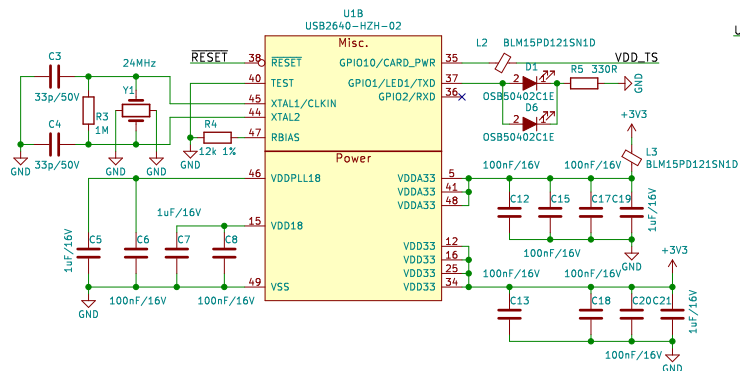 U1B
USB2640-HZH-02
Misc.
RESET
38
RESET
GPIO10/CARD_PWR
35
L2
BLM15PD121SN1D
VDD_TS
C3
24MHz
40
TEST
GPIO1/LED1/TXD
37
D1
2
1
R5
330R
GND
33p/50V
Y1
45
XTAL1/CLKIN
GPIO2/RXD
36
OSB50402C1E
R3
1M
44
XTAL2
D6
2
1
+3V3
C4
R4
47
RBIAS
OSB50402C1E
L3
GND
33p/50V
GND
GND
GND
12k 1%
Power
BLM15PD121SN1D
46
VDDPLL18
VDDA33
5
100nF/16V
100nF/16V
VDDA33
41
VDDA33
48
C12
C15
C17
C19
1uF/16V
1uF/16V
15
VDD18
C5
1uF/16V
C6
C7
C8
VDD33
12
100nF/16V
GND
+3V3
VDD33
16
VDD33
25
100nF/16V
100nF/16V
49
VSS
VDD33
34
GND
100nF/16V
100nF/16V
C13
C18
C20
C21
1uF/16V
100nF/16V
GND